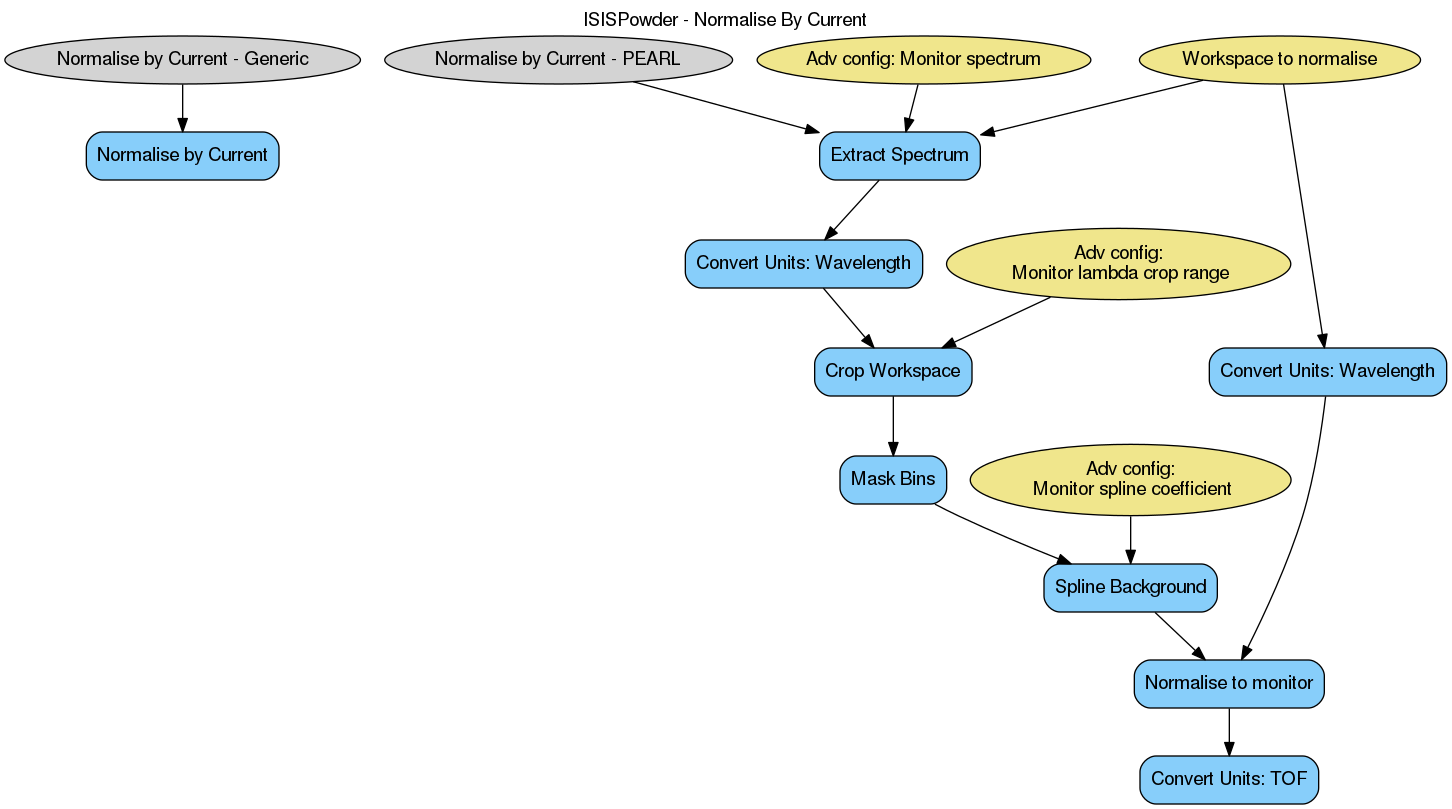 ISISPowder - Normalise By Current
Normalise by Current - Generic
Normalise by Current - PEARL
Adv config: Monitor spectrum
Workspace to normalise
Normalise by Current
Extract Spectrum
Convert Units: Wavelength
Adv config:
Monitor lambda crop range
Crop Workspace
Convert Units: Wavelength
Mask Bins
Adv config:
Monitor spline coefficient
Spline Background
Normalise to monitor
Convert Units: TOF